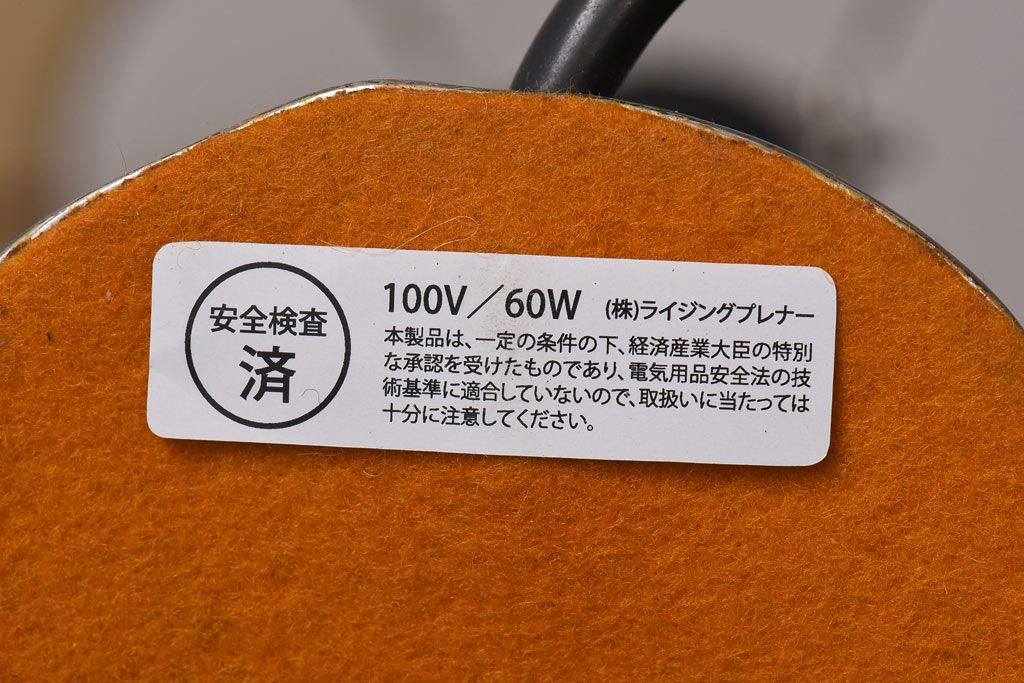 安全検査
済
100V／60W (株)ライジングプレナー
本製品は、一定の条件の下、経済産業大臣の特別
な承認を受けたものであり、電気用品安全法の技
術基準に適合していないので、取扱いに当たっては
十分に注意してください。